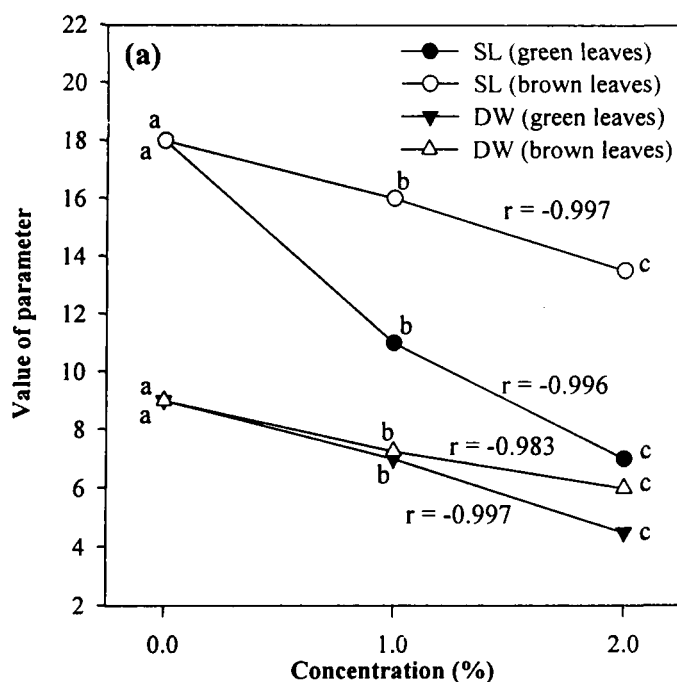 (a)
SL (green leaves)
SL (brown leaves)
DW (green leaves)
DW (brown leaves)
Value of parameter
22
20
18
16
14
12
10
8
6
4
2
a
a
b
r = -0.997
c
b
r = -0.996
c
a
a
b
r = -0.983
c
b
r = -0.997
c
0.0
1.0
2.0
Concentration (%)